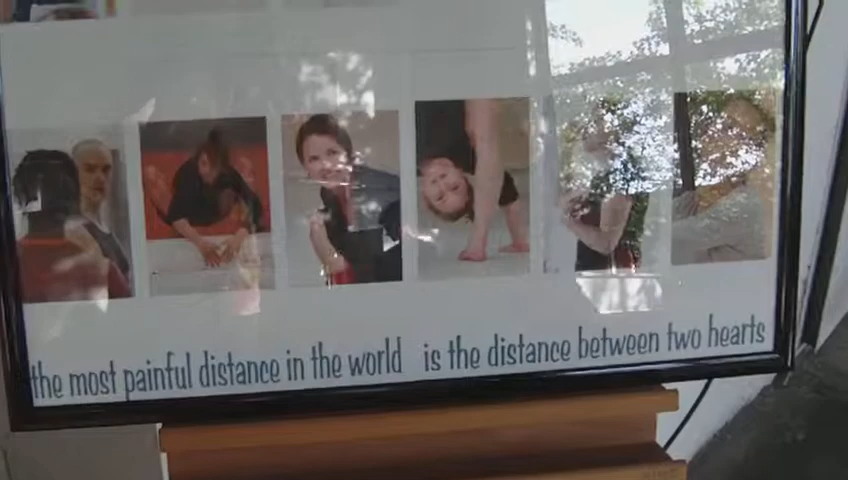 the most painful distance in the world is the distance between two hearts